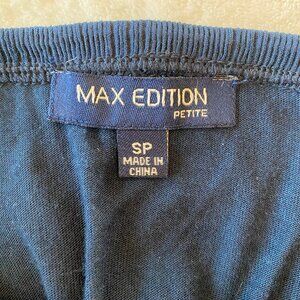 MAX EDITION
PETITE
SP
MADE IN
CHINA